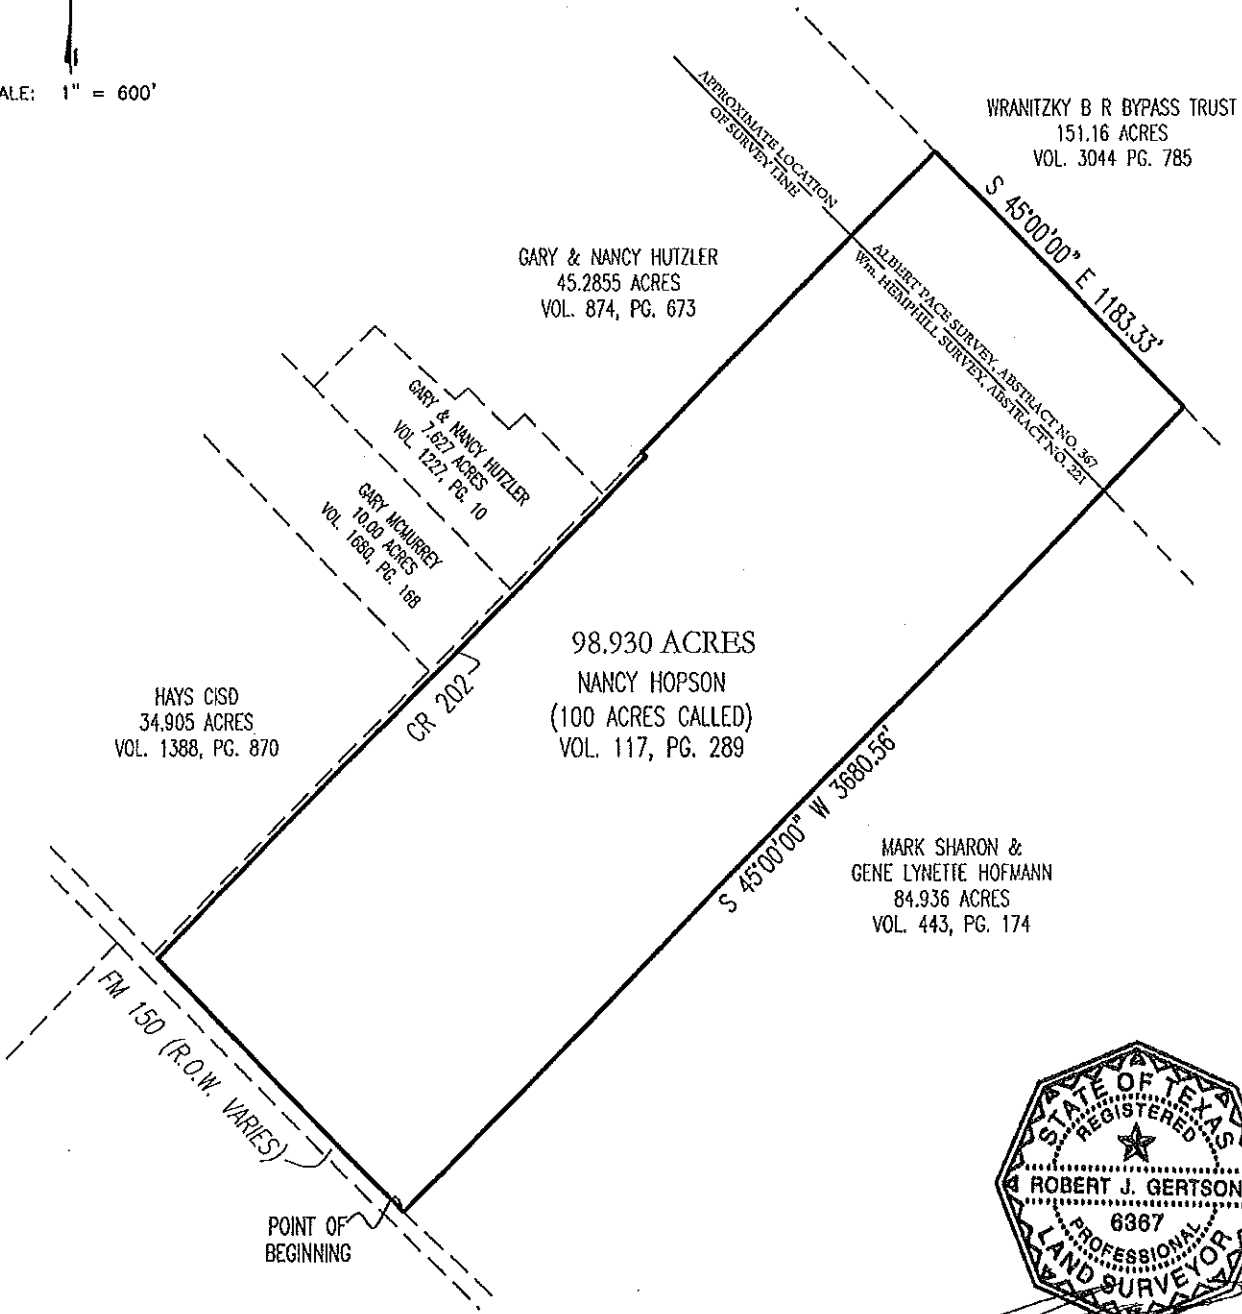 ALE: 1" = 600'
WRANITZKY B R BYPASS TRUST
151.16 ACRES
VOL. 3044 PG. 785
APPROXIMATE LOCATION
OF SURVEY LINE
S 45°00'00" E 1183.33'
GARY & NANCY HUTZLER
45.2855 ACRES
VOL. 874, PG. 673
ALBERT PACE SURVEY, ABSTRACT NO. 367
Wm. HEMPHILL SURVEY, ABSTRACT NO. 221
GARY & NANCY HUTZLER
7.627 ACRES
VOL. 1227, PG. 10
GARY MCMURREY
10.00 ACRES
VOL. 1680, PG. 168
98.930 ACRES
NANCY HOPSON
(100 ACRES CALLED)
VOL. 117, PG. 289
HAYS CISD
34.905 ACRES
VOL. 1388, PG. 870
CR 202
S 45°00'00" W 3680.56'
MARK SHARON &
GENE LYNETTE HOFMANN
84.936 ACRES
VOL. 443, PG. 174
FM 150 (R.O.W. VARIES)
POINT OF
BEGINNING
STATE OF TEXAS
REGISTERED
ROBERT J. GERTSON
6367
PROFESSIONAL
LAND SURVEYOR